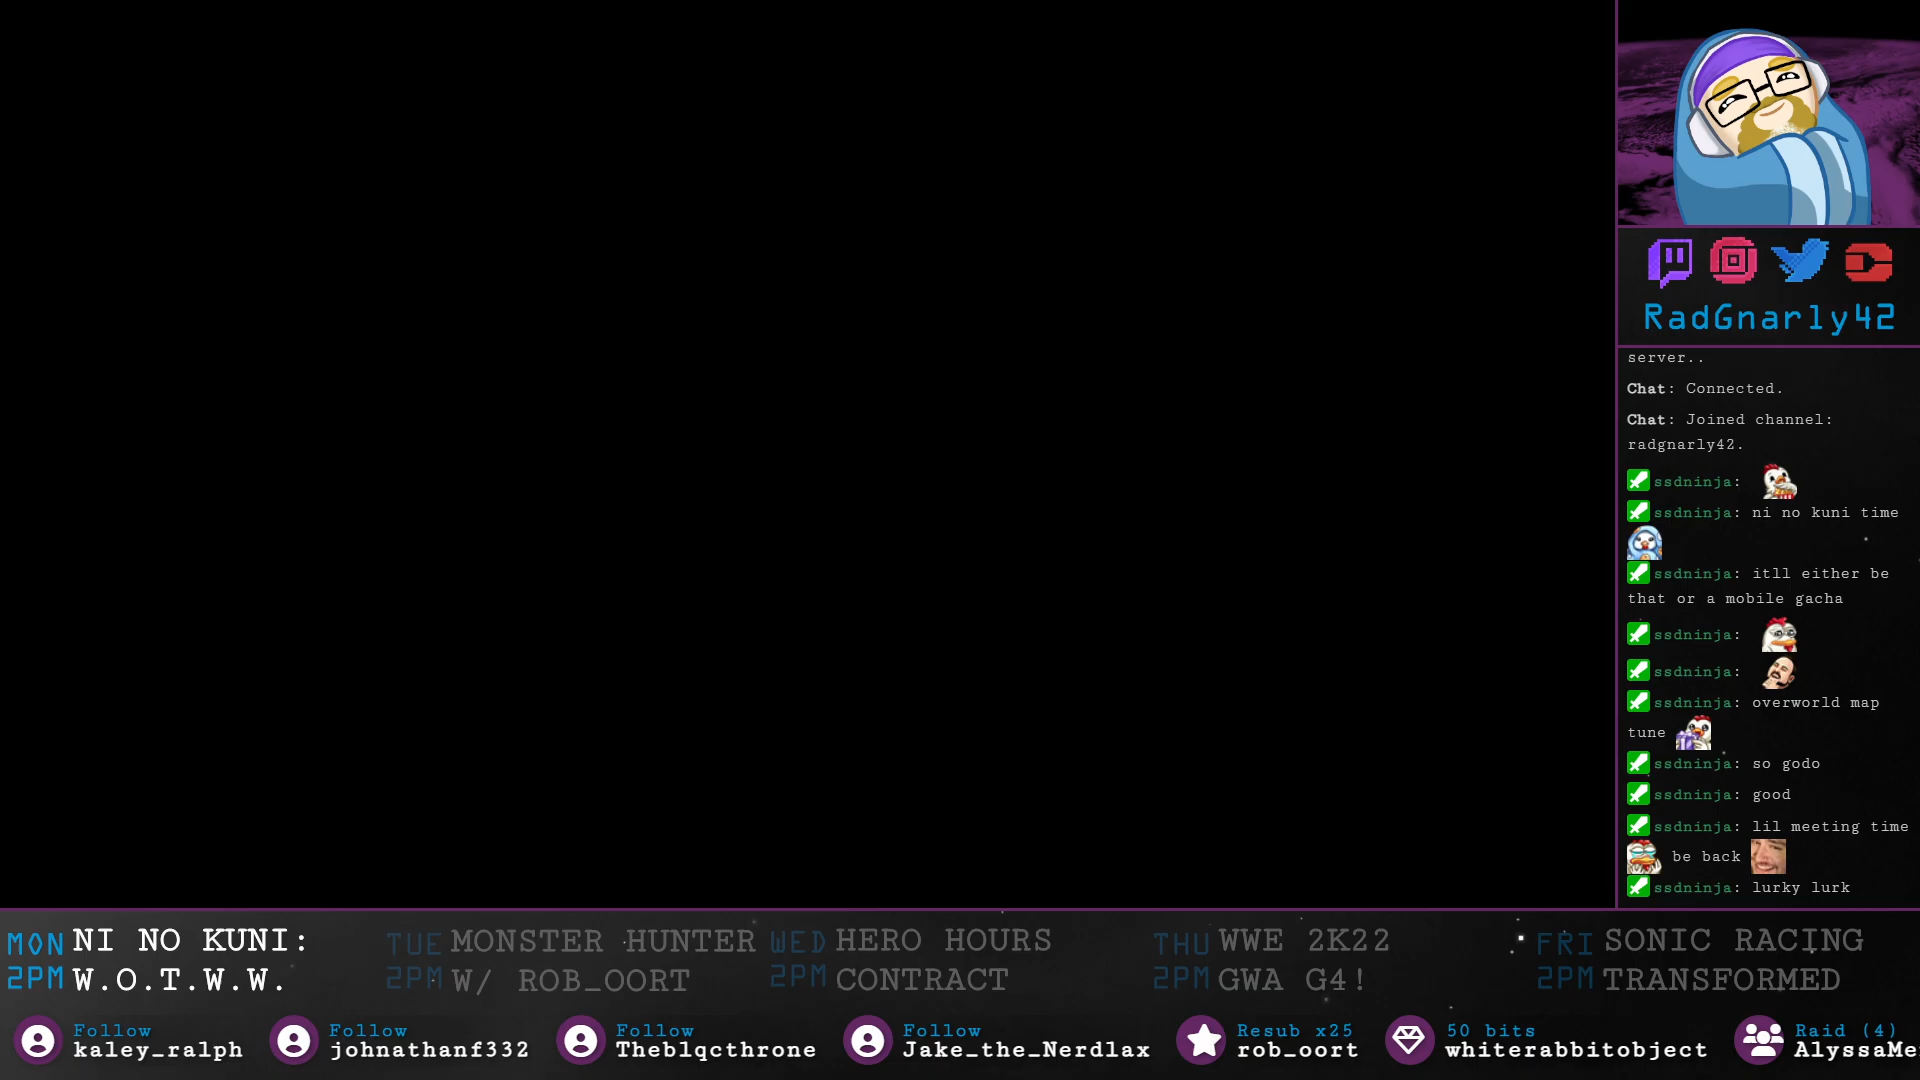 RadGnarly42
server..
Chat: Connected.
Chat: Joined channel:
radgnarly42.
ssdninja:
ssdninja: ni no kuni time
ssdninja: itll either be
that or a mobile gacha
ssdninja:
ssdninja:
ssdninja: overworld map
tune
ssdninja: so godo
ssdninja: good
ssdninja: lil meeting time
be back
ssdninja: lurky lurk
MON NI NO KUNI:
2PM W.O.T.W.W.
TUE MONSTER HUNTER
2PM W/ ROB_OORT
WED HERO HOURS
2PM CONTRACT
THU WWE 2K22
2PM GWA G4!
FRI SONIC RACING
2PM TRANSFORMED
Follow
kaley_ralph
Follow
johnathanf332
Follow
Theblqcthrone
Follow
Jake_the_Nerdlax
Resub x25
rob_oort
50 bits
whiterabbitobject
Raid (4)